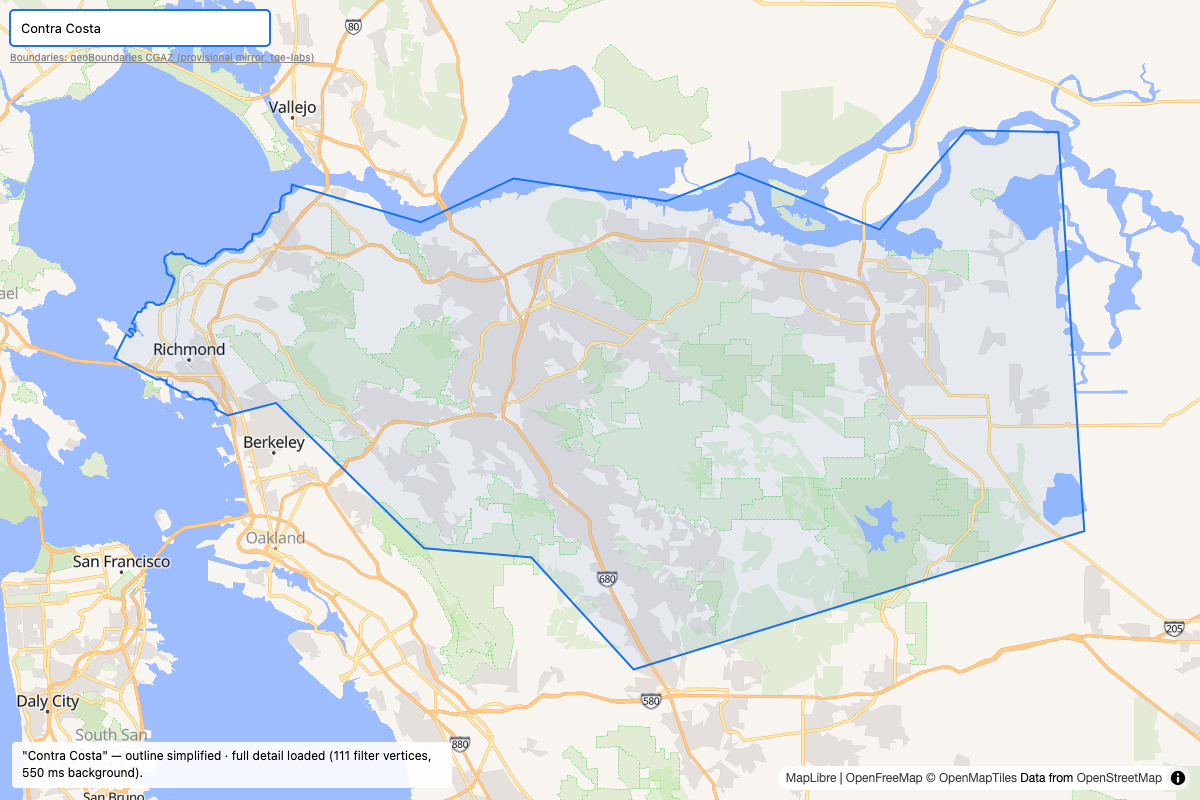 Contra Costa
Boundaries: geoBoundaries CGAZ (provisional mirror, tge-labs)
80
Vallejo
ael
Richmond
Berkeley
Oakland
San Francisco
680
205
580
Daly City
South San
880
"Contra Costa" — outline simplified · full detail loaded (111 filter vertices,
550 ms background).
San Bruno
MapLibre | OpenFreeMap © OpenMapTiles Data from OpenStreetMap